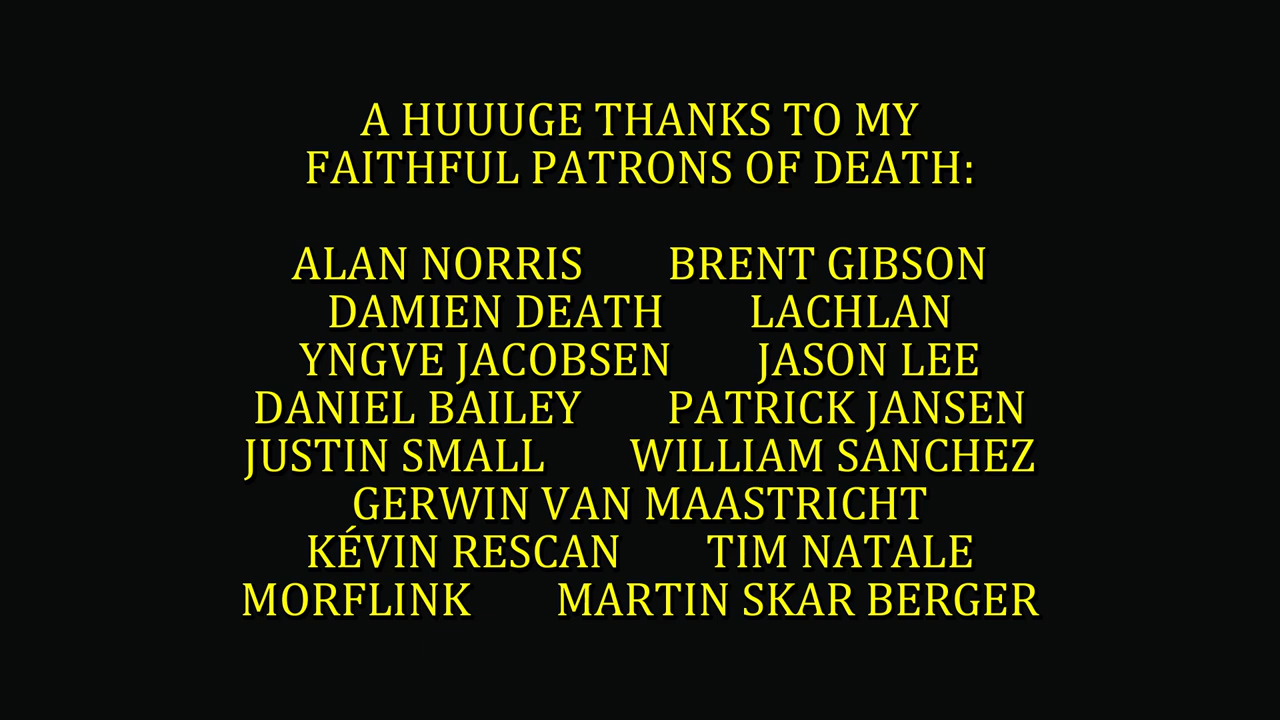 A HUUUGE THANKS TO MY
FAITHFUL PATRONS OF DEATH:
ALAN NORRIS BRENT GIBSON
DAMIEN DEATH LACHLAN
YNGVE JACOBSEN JASON LEE
DANIEL BAILEY PATRICK JANSEN
JUSTIN SMALL WILLIAM SANCHEZ
GERWIN VAN MAASTRICHT
KÉVIN RESCAN TIM NATALE
MORFLINK MARTIN SKAR BERGER